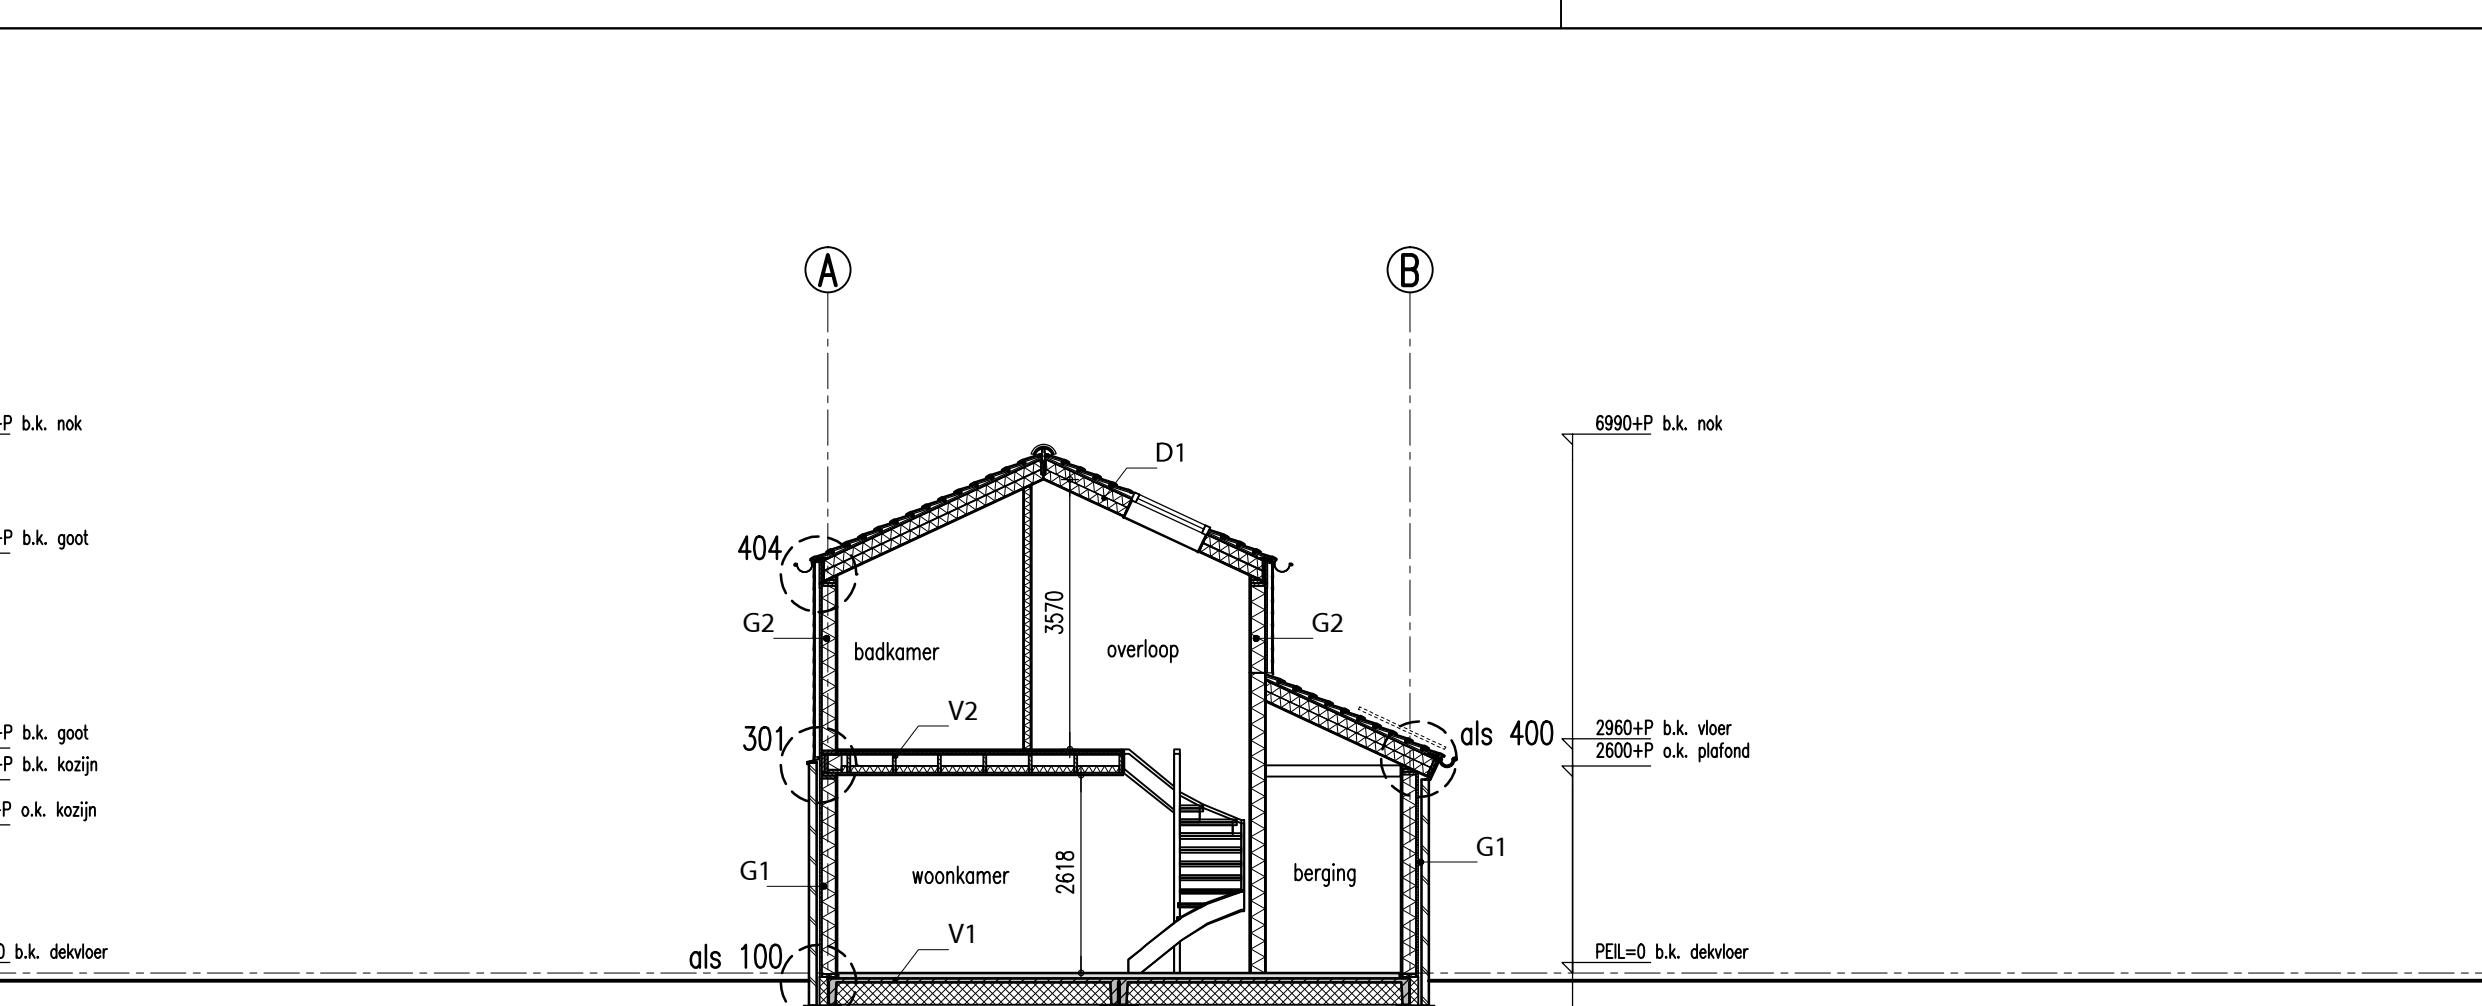 A
B
P b.k. nok
6990+P b.k. nok
D1
P b.k. goot
404
3570
G2
G2
badkamer
overloop
V2
P b.k. goot
301
als 400
2960+P b.k. vloer
2600+P o.k. plafond
P b.k. kozijn
P o.k. kozijn
G1
woonkamer
2618
berging
G1
V1
0 b.k. dekvloer
als 100
PEIL=0 b.k. dekvloer